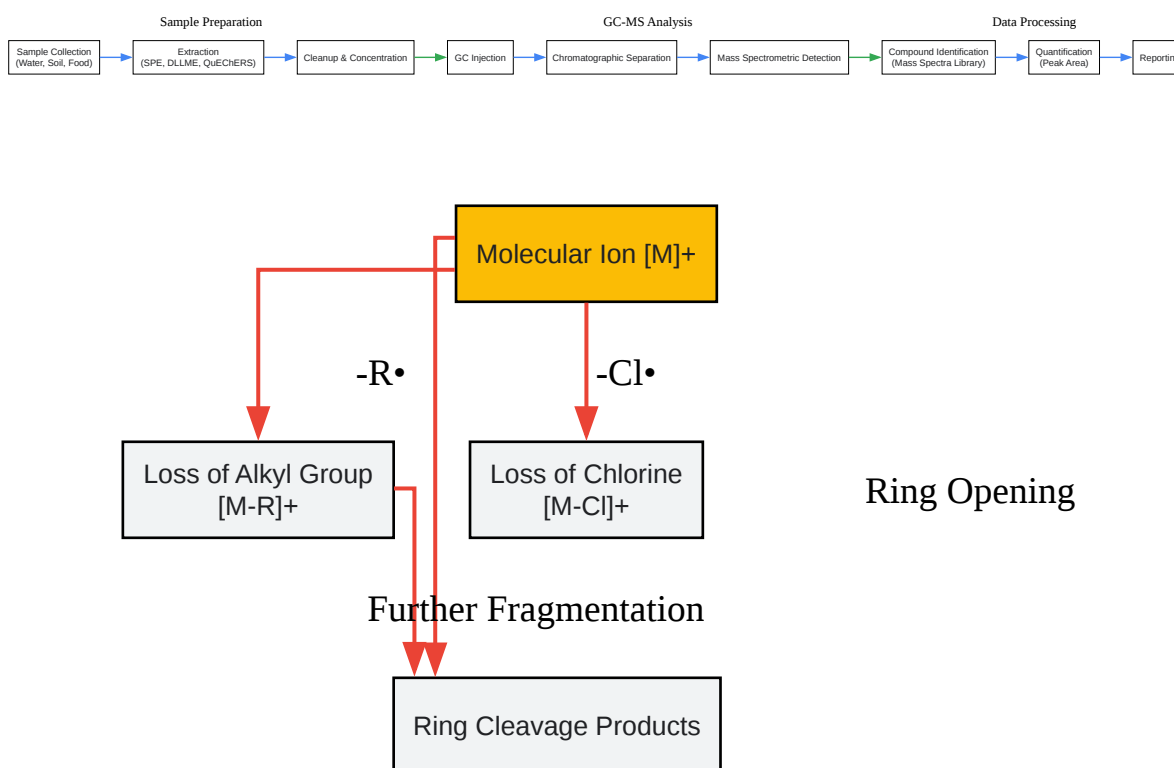 Sample Preparation
GC-MS Analysis
Data Processing
Sample Collection
(Water, Soil, Food)
Extraction
(SPE, DLLME, QuEChERS)
Cleanup & Concentration
GC Injection
Chromatographic Separation
Mass Spectrometric Detection
Compound Identification
(Mass Spectra Library)
Quantification
(Peak Area)
Reportin
Molecular Ion [M]+
-R•
-Cl•
Loss of Alkyl Group
[M-R]+
Loss of Chlorine
[M-Cl]+
Ring Opening
Further Fragmentation
Ring Cleavage Products